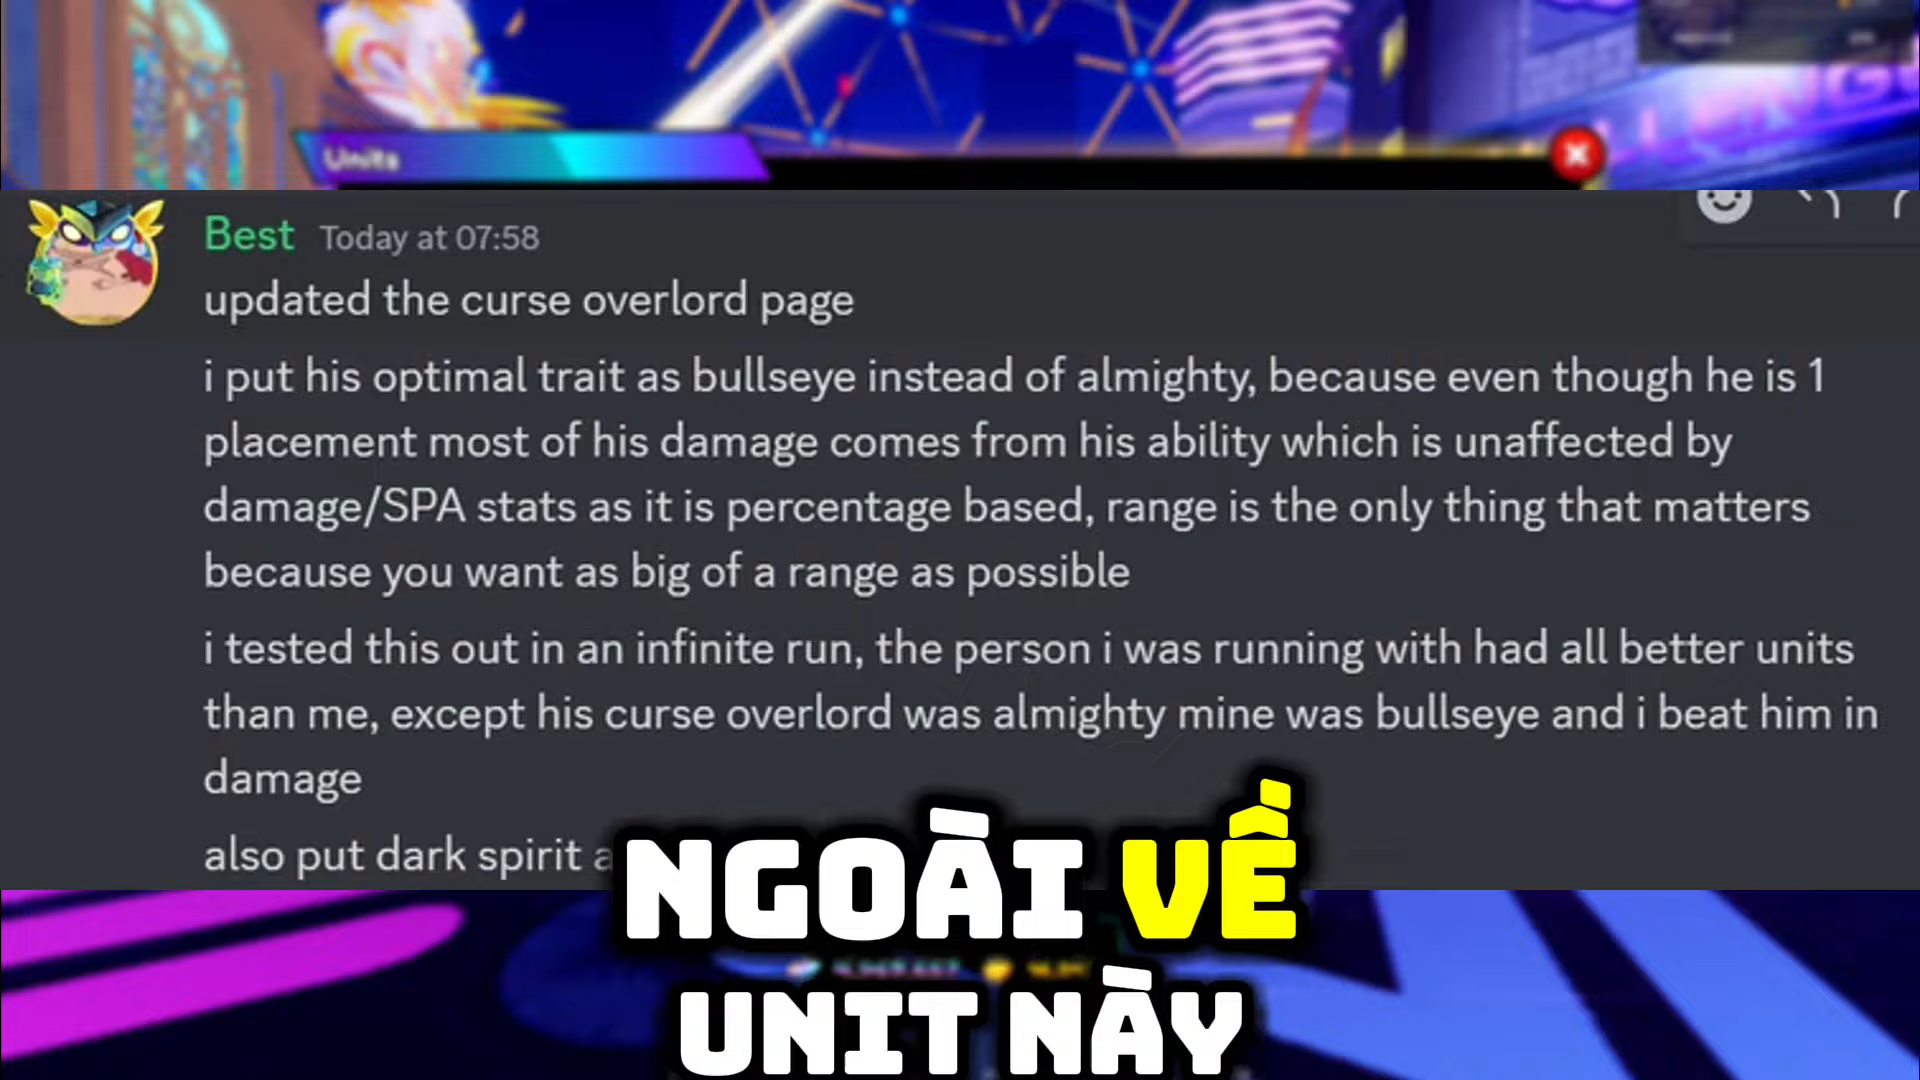 Units
Best Today at 07:58
updated the curse overlord page
i put his optimal trait as bullseye instead of almighty, because even though he is 1
placement most of his damage comes from his ability which is unaffected by
damage/SPA stats as it is percentage based, range is the only thing that matters
because you want as big of a range as possible
i tested this out in an infinite run, the person i was running with had all better units
than me, except his curse overlord was almighty mine was bullseye and i beat him in
damage
also put dark spirit a
NGOÀI VỀ
UNIT NÀY